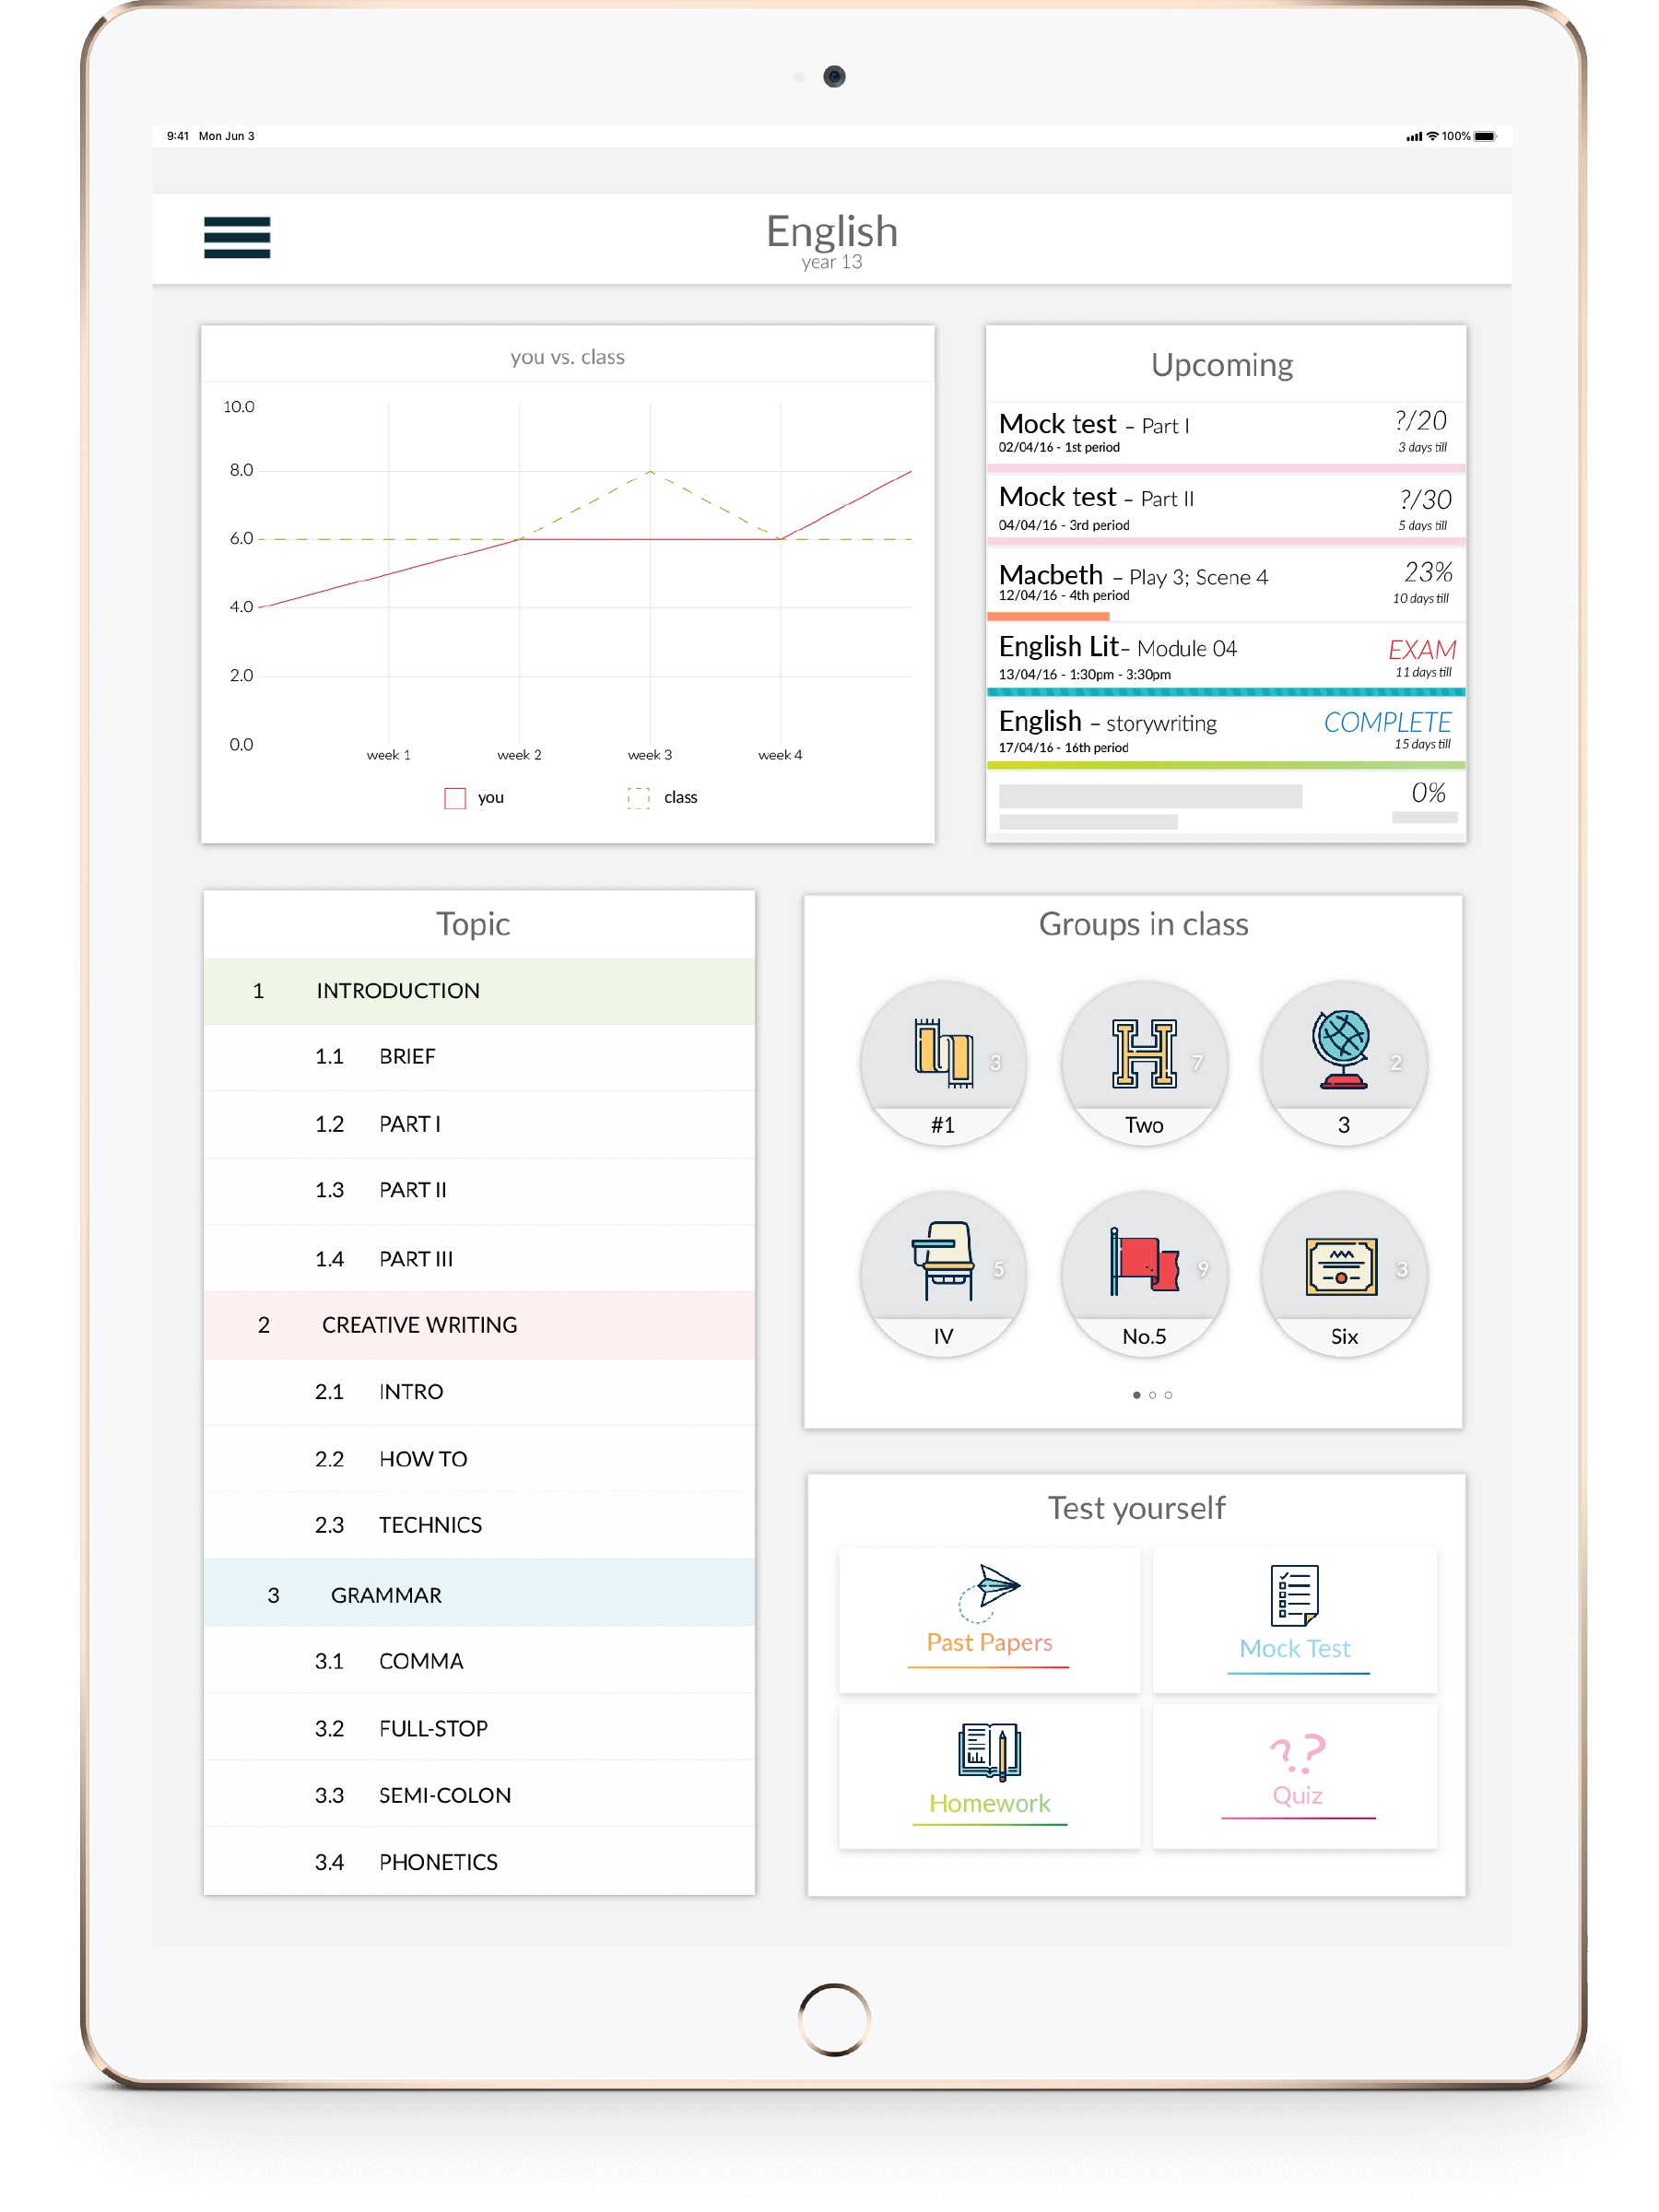 9:41 Mon Jun 3
100%
English
year 13
you vs. class
10.0
8.0
6.0
4.0
2.0
0.0
week 1 week 2 week 3 week 4
you class
Upcoming
Mock test – Part I ?/20
02/04/16 - 1st period 3 days till
Mock test – Part II ?/30
04/04/16 - 3rd period 5 days till
Macbeth – Play 3; Scene 4 23%
12/04/16 - 4th period 10 days till
English Lit– Module 04 EXAM
13/04/16 - 1:30pm - 3:30pm 11 days till
English – storywriting COMPLETE
17/04/16 - 16th period 15 days till
0%
Topic
1 INTRODUCTION
1.1 BRIEF
1.2 PART I
1.3 PART II
1.4 PART III
2 CREATIVE WRITING
2.1 INTRO
2.2 HOW TO
2.3 TECHNICS
3 GRAMMAR
3.1 COMMA
3.2 FULL-STOP
3.3 SEMI-COLON
3.4 PHONETICS
Groups in class
H
3 7 2
#1 Two 3
5 9 3
IV No.5 Six
Test yourself
Past Papers Mock Test
??
Homework Quiz